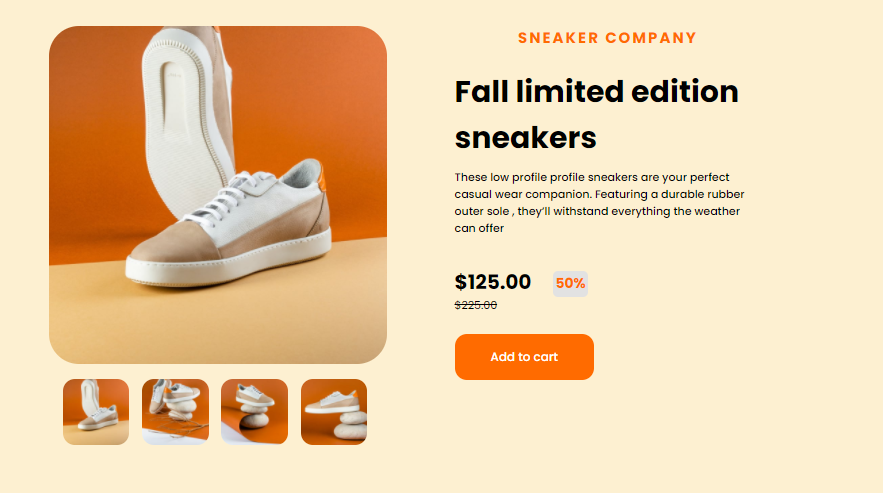 SNEAKER COMPANY
Fall limited edition
sneakers
These low profile profile sneakers are your perfect
casual wear companion. Featuring a durable rubber
outer sole , they’ll withstand everything the weather
can offer
$125.00 50%
$225.00
Add to cart